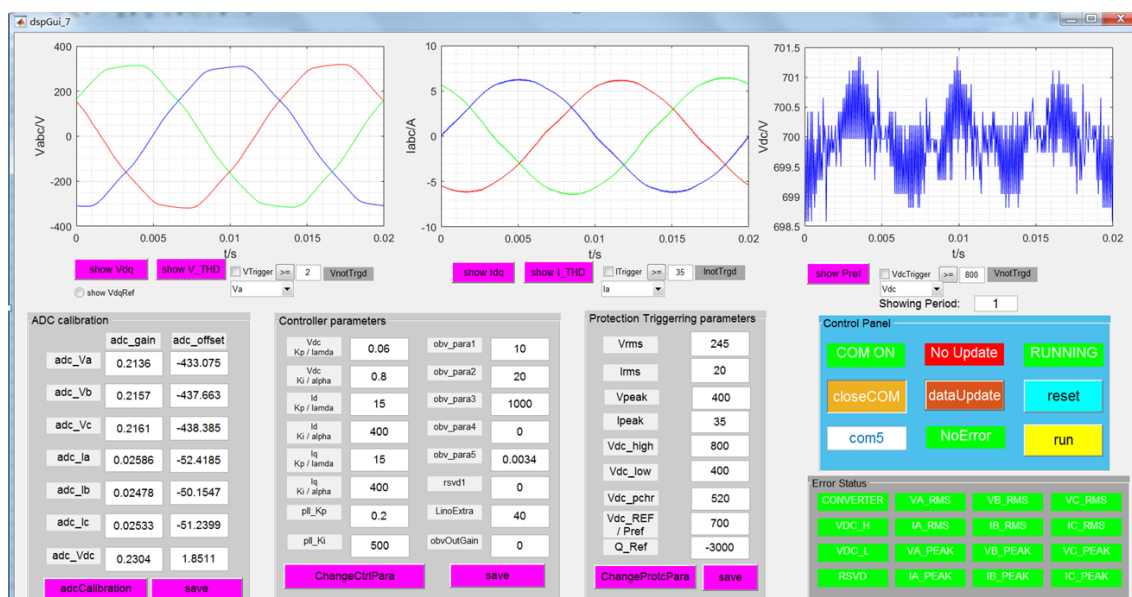 dspGui_7
400
200
0
-200
-400
Vabc/V
0 0.005 0.01 0.015 0.02
t/s
10
5
0
-5
-10
Iabc/A
0 0.005 0.01 0.015 0.02
t/s
701.5
701
700.5
700
699.5
699
698.5
Vdc/V
0 0.005 0.01 0.015 0.02
t/s
show Vdq show V_THD VTrigger >= 2 VnotTrgd
show VdqRef Va
show Idq show I_THD ITrigger >= 35 InotTrgd
Ia
show Pref VdcTrigger >= 800 VnotTrgd
Vdc
Showing Period: 1
ADC calibration
adc_gain adc_offset
adc_Va 0.2136 -433.075
adc_Vb 0.2157 -437.663
adc_Vc 0.2161 -438.385
adc_Ia 0.02586 -52.4185
adc_Ib 0.02478 -50.1547
adc_Ic 0.02533 -51.2399
adc_Vdc 0.2304 1.8511
adcCalibration save
Controller parameters
Vdc
Kp / lamda 0.06 obv_para1 10
Vdc
Ki / alpha 0.8 obv_para2 20
Id
Kp / lamda 15 obv_para3 1000
Id
Ki / alpha 400 obv_para4 0
Iq
Kp / lamda 15 obv_para5 0.0034
Iq
Ki / alpha 400 rsvd1 0
pll_Kp 0.2 LinoExtra 40
pll_Ki 500 obvOutGain 0
ChangeCtrlPara save
Protection Triggerring parameters
Vrms 245
Irms 20
Vpeak 400
Ipeak 35
Vdc_high 800
Vdc_low 400
Vdc_pchr 520
Vdc_REF
/ Pref 700
Q_Ref -3000
ChangeProtcPara save
Control Panel
COM ON No Update RUNNING
closeCOM dataUpdate reset
com5 NoError run
Error Status
CONVERTER VA_RMS VB_RMS VC_RMS
VDC_H IA_RMS IB_RMS IC_RMS
VDC_L VA_PEAK VB_PEAK VC_PEAK
RSVD IA_PEAK IB_PEAK IC_PEAK